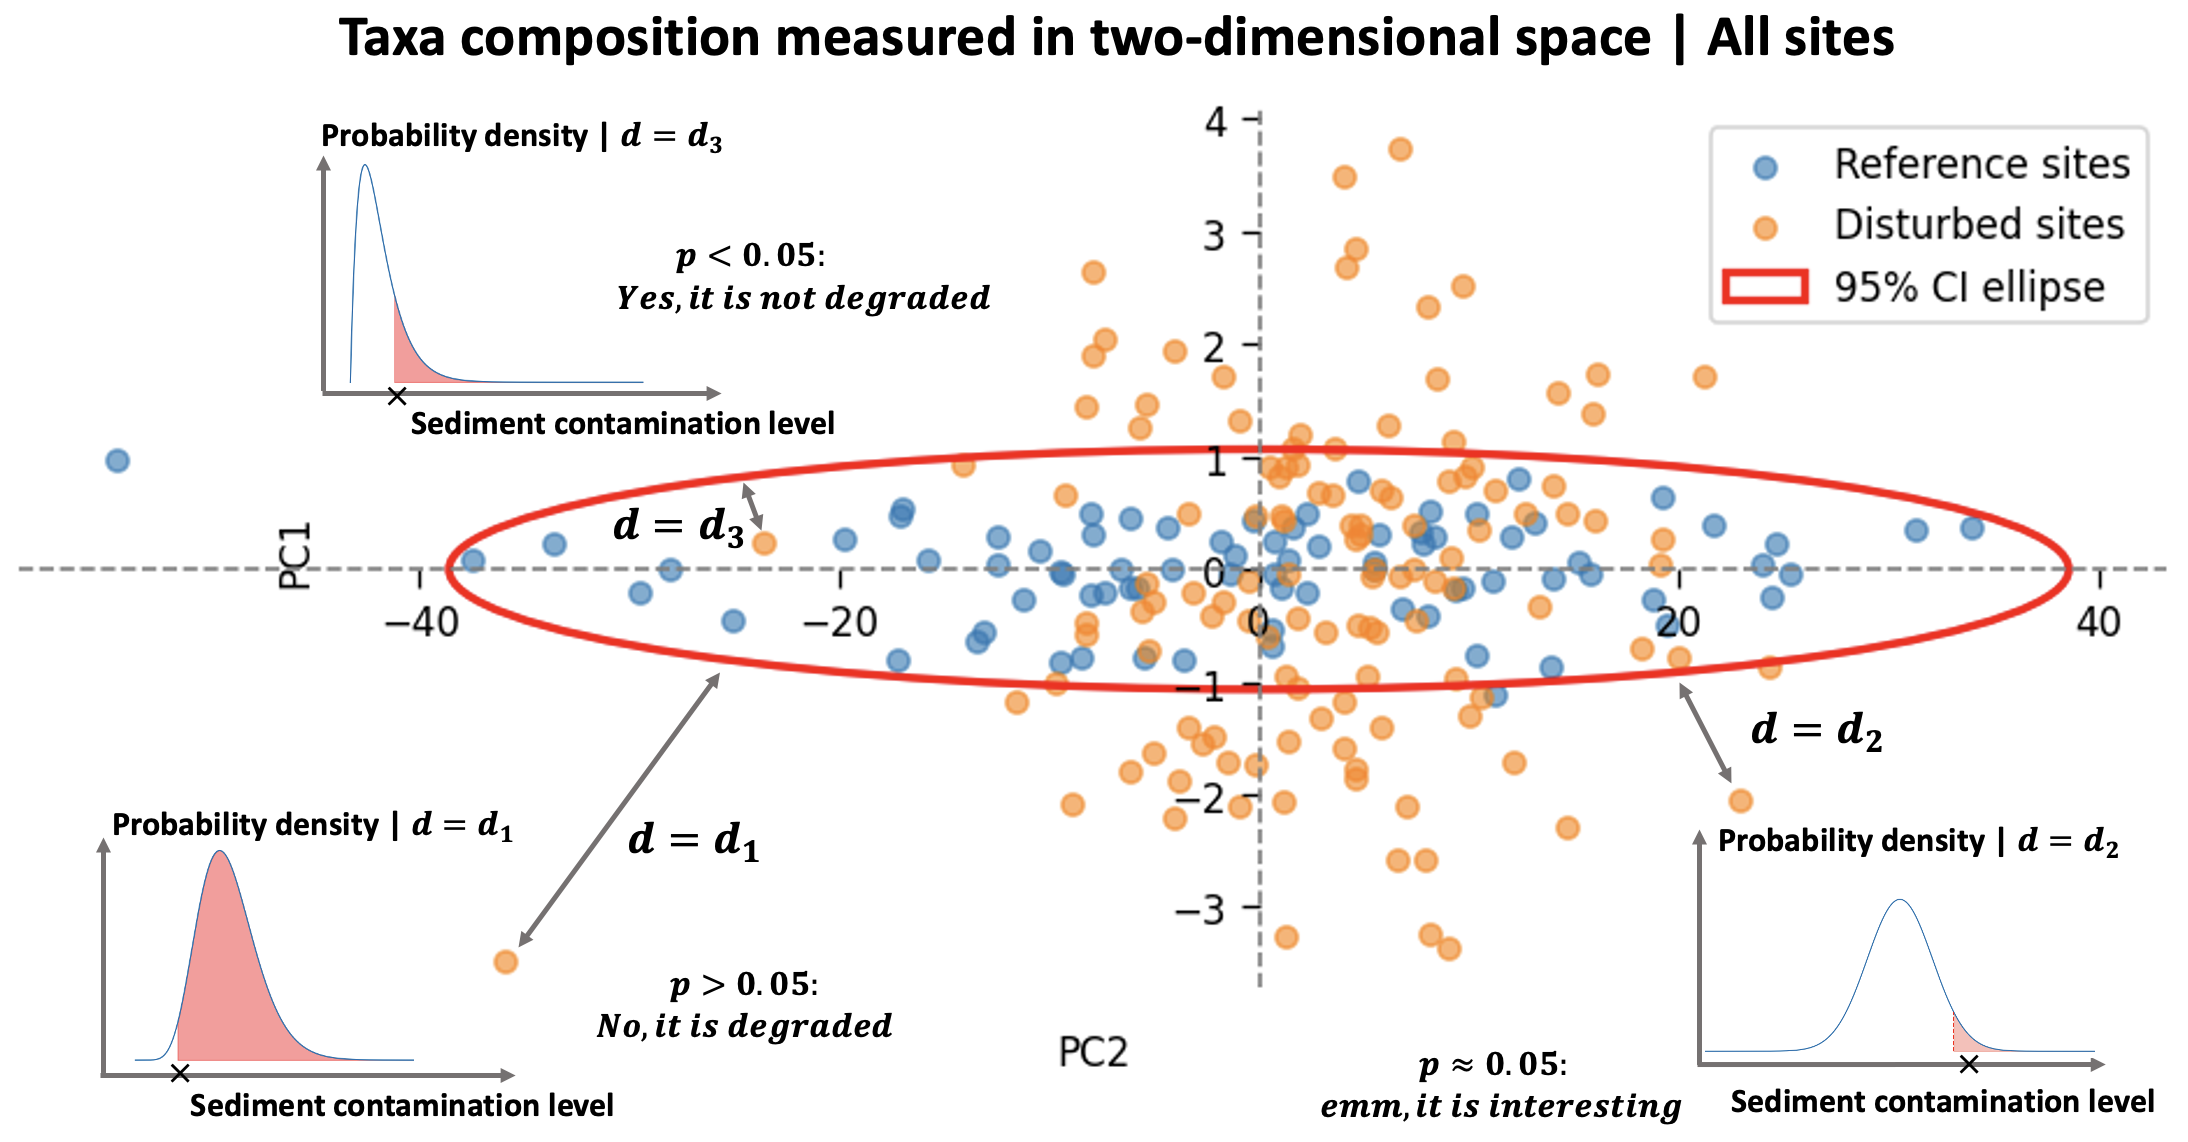 Taxa composition measured in two-dimensional space | All sites
Probability density | d = d₃
p < 0.05:
Yes, it is not degraded
Sediment contamination level
4
3
2
1
0
−1
−2
−3
Reference sites
Disturbed sites
95% CI ellipse
PC1
d = d₃
−40
−20
0
20
40
d = d₂
d = d₁
Probability density | d = d₁
p > 0.05:
No, it is degraded
Sediment contamination level
PC2
Probability density | d = d₂
p ≈ 0.05:
emm, it is interesting
Sediment contamination level